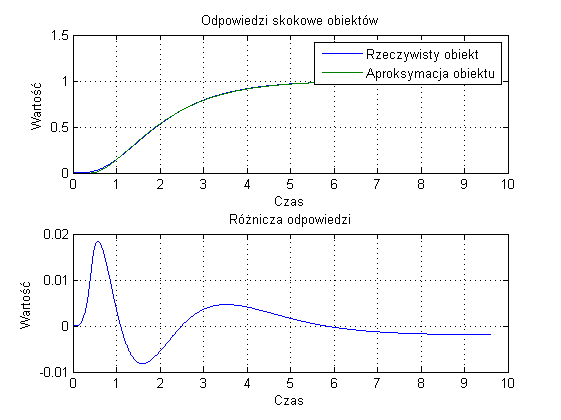 Odpowiedzi skokowe obiektów
1.5
1
0.5
0
Wartość
Rzeczywisty obiekt
Aproksymacja obiektu
0 1 2 3 4 5 6 7 8 9 10
Czas
Różnicza odpowiedzi
0.02
0.01
0
-0.01
Wartość
0 1 2 3 4 5 6 7 8 9 10
Czas